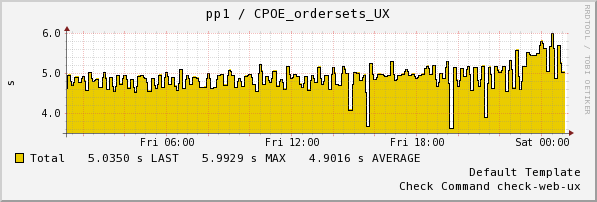 pp1 / CPOE_ordersets_UX
RRDTOOL / TOBI OETIKER
6.0
5.0
4.0
s
Fri 06:00 Fri 12:00 Fri 18:00 Sat 00:00
Total 5.0350 s LAST 5.9929 s MAX 4.9016 s AVERAGE
Default Template
Check Command check-web-ux